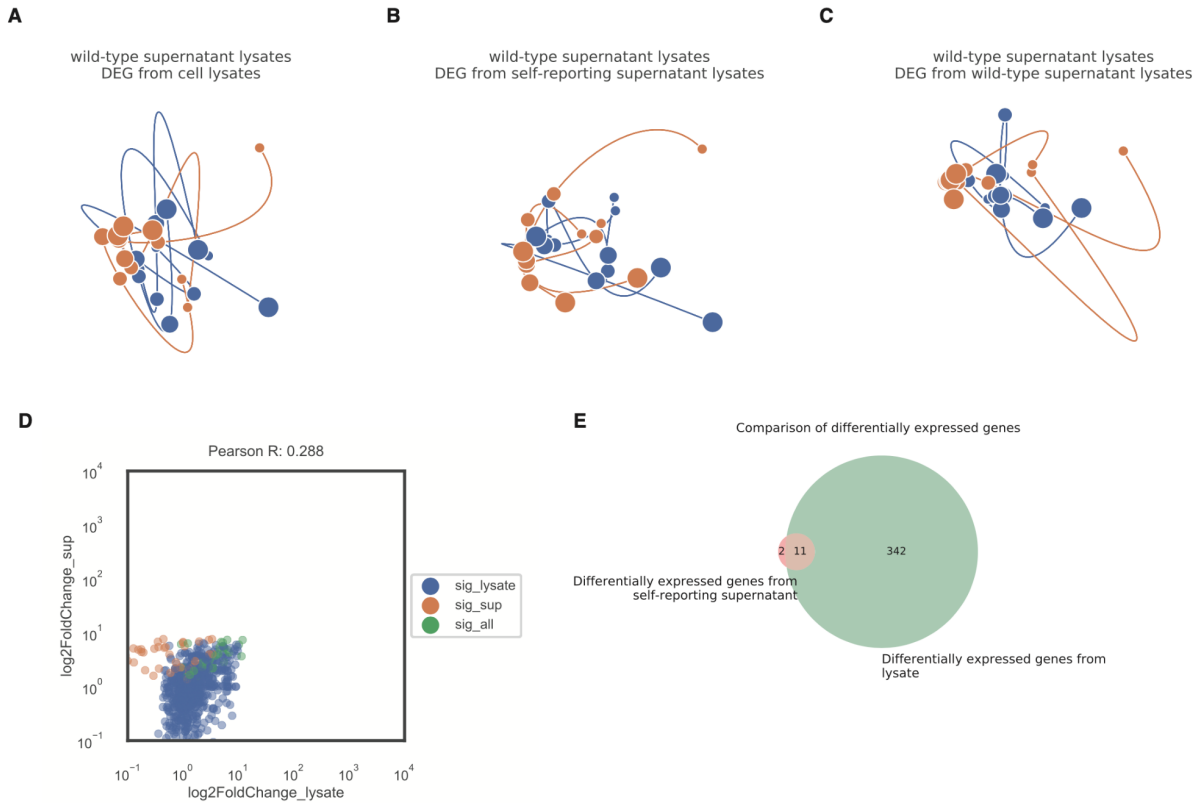 A
B
C
wild-type supernatant lysates
DEG from cell lysates
wild-type supernatant lysates
DEG from self-reporting supernatant lysates
wild-type supernatant lysates
DEG from wild-type supernatant lysates
D
Pearson R: 0.288
10^4
10^3
10^2
10^1
10^0
10^-1
log2FoldChange_sup
10^-1 10^0 10^1 10^2 10^3 10^4
log2FoldChange_lysate
sig_lysate
sig_sup
sig_all
E
Comparison of differentially expressed genes
2 11 342
Differentially expressed genes from
self-reporting supernatant
Differentially expressed genes from
lysate